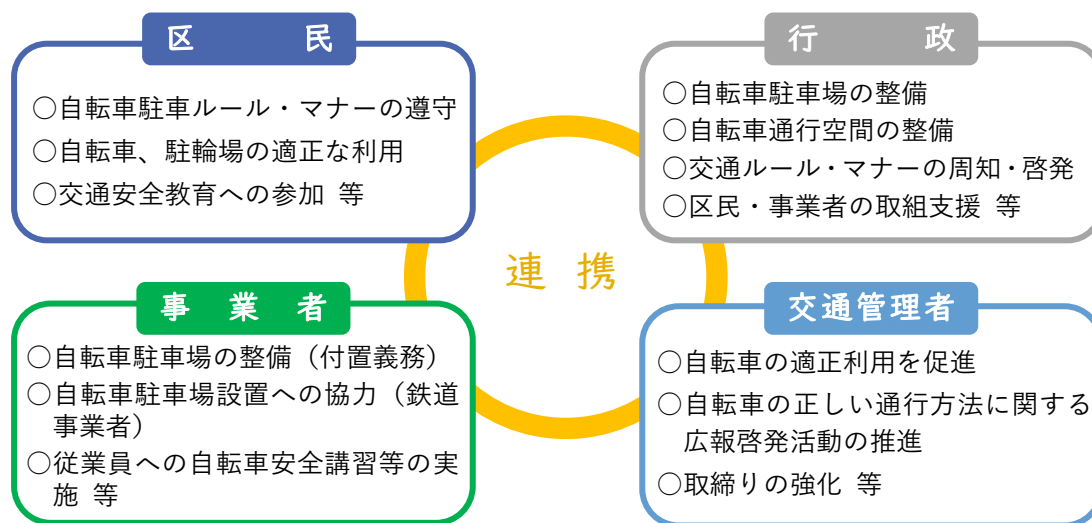 区民
○自転車駐車ルール・マナーの遵守
○自転車、駐輪場の適正な利用
○交通安全教育への参加 等
行政
○自転車駐車場の整備
○自転車通行空間の整備
○交通ルール・マナーの周知・啓発
○区民・事業者の取組支援 等
連携
事業者
○自転車駐車場の整備（付置義務）
○自転車駐車場設置への協力（鉄道
事業者）
○従業員への自転車安全講習等の実
施 等
交通管理者
○自転車の適正利用を促進
○自転車の正しい通行方法に関する
広報啓発活動の推進
○取締りの強化 等